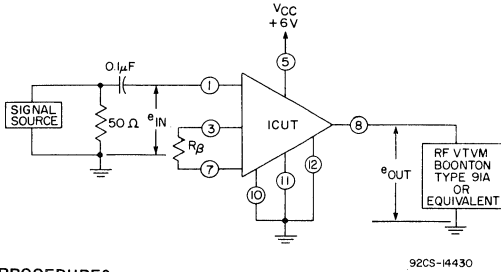 VCC
+6V
0.1µF
5
1
SIGNAL
SOURCE
50 Ω
eIN
3
Rβ
7
ICUT
8
12
11
10
eOUT
RF VTVM
BOONTON
TYPE 91A
OR
EQUIVALENT
92CS-14430